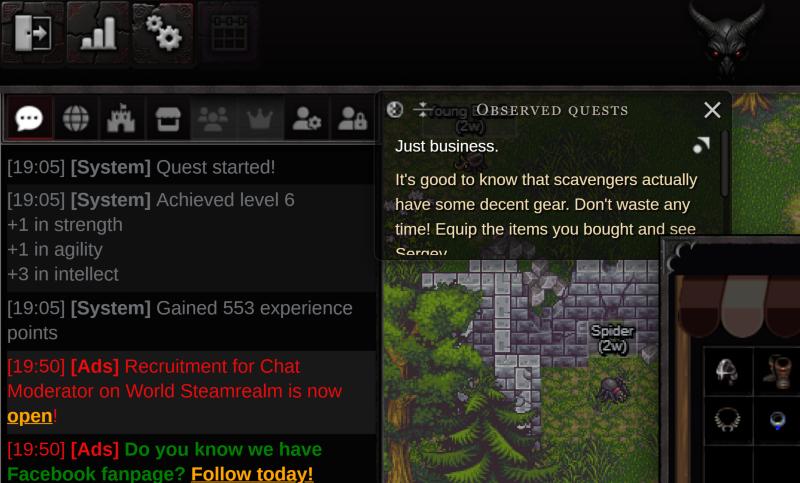 [19:05] [System] Quest started!
[19:05] [System] Achieved level 6
+1 in strength
+1 in agility
+3 in intellect
[19:05] [System] Gained 553 experience
points
[19:50] [Ads] Recruitment for Chat
Moderator on World Steamrealm is now
open!
[19:50] [Ads] Do you know we have
Facebook fanpage? Follow today!
Young
(2w)
Observed quests
Just business.
It's good to know that scavengers actually
have some decent gear. Don't waste any
time! Equip the items you bought and see
Sergey
Spider
(2w)